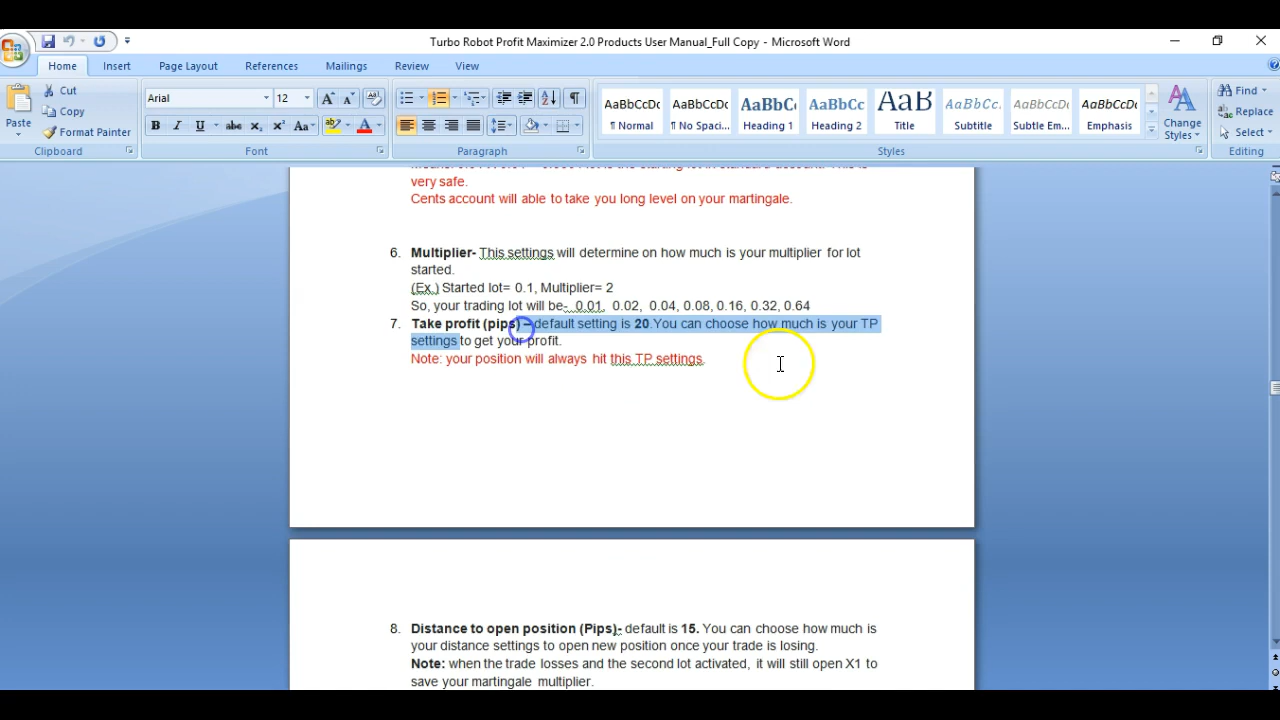 Turbo Robot Profit Maximizer 2.0 Products User Manual_Full Copy - Microsoft Word
Home Insert Page Layout References Mailings Review View
Paste
Cut
Copy
Format Painter
Clipboard
Arial 12
Font
Paragraph
AaBbCcDc AaBbCcDc AaBbCc AaBbCc AaB AaBbCc. AaBbCcDc AaBbCcDc
¶ Normal ¶ No Spaci... Heading 1 Heading 2 Title Subtitle Subtle Em... Emphasis
Styles
Change
Styles
Find
Replace
Select
Editing
very safe.
Cents account will able to take you long level on your martingale.
6. Multiplier- This settings will determine on how much is your multiplier for lot
started.
(Ex.) Started lot= 0.1, Multiplier= 2
So, your trading lot will be- 0.01, 0.02, 0.04, 0.08, 0.16, 0.32, 0.64
7. Take profit (pips) – default setting is 20.You can choose how much is your TP
settings to get your profit.
Note: your position will always hit this TP settings.
8. Distance to open position (Pips)- default is 15. You can choose how much is
your distance settings to open new position once your trade is losing.
Note: when the trade losses and the second lot activated, it will still open X1 to
save your martingale multiplier.